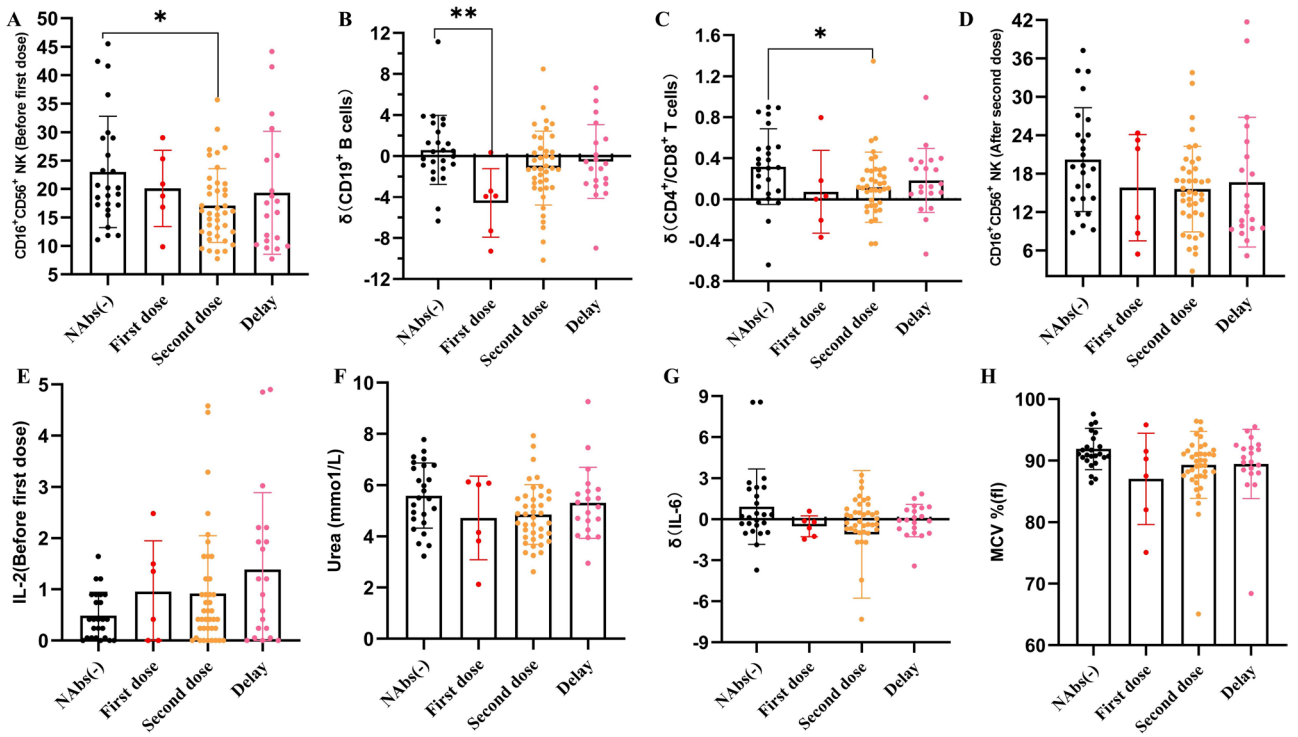 A
CD16+CD56+ NK (Before first dose)
50
45
40
35
30
25
20
15
10
5
*
NAbs(-)
First dose
Second dose
Delay
B
δ(CD19+ B cells)
12
8
4
0
-4
-8
-12
**
NAbs(-)
First dose
Second dose
Delay
C
δ(CD4+/CD8+ T cells)
1.6
1.2
0.8
0.4
0.0
-0.4
-0.8
*
NAbs(-)
First dose
Second dose
Delay
D
CD16+CD56+ NK (After second dose)
42
36
30
24
18
12
6
NAbs(-)
First dose
Second dose
Delay
E
IL-2(Before first dose)
5
4
3
2
1
0
NAbs(-)
First dose
Second dose
Delay
F
Urea (mmo1/L)
10
8
6
4
2
0
NAbs(-)
First dose
Second dose
Delay
G
δ(IL-6)
9
6
3
0
-3
-6
-9
NAbs(-)
First dose
Second dose
Delay
H
MCV %(fl)
100
90
80
70
60
NAbs(-)
First dose
Second dose
Delay